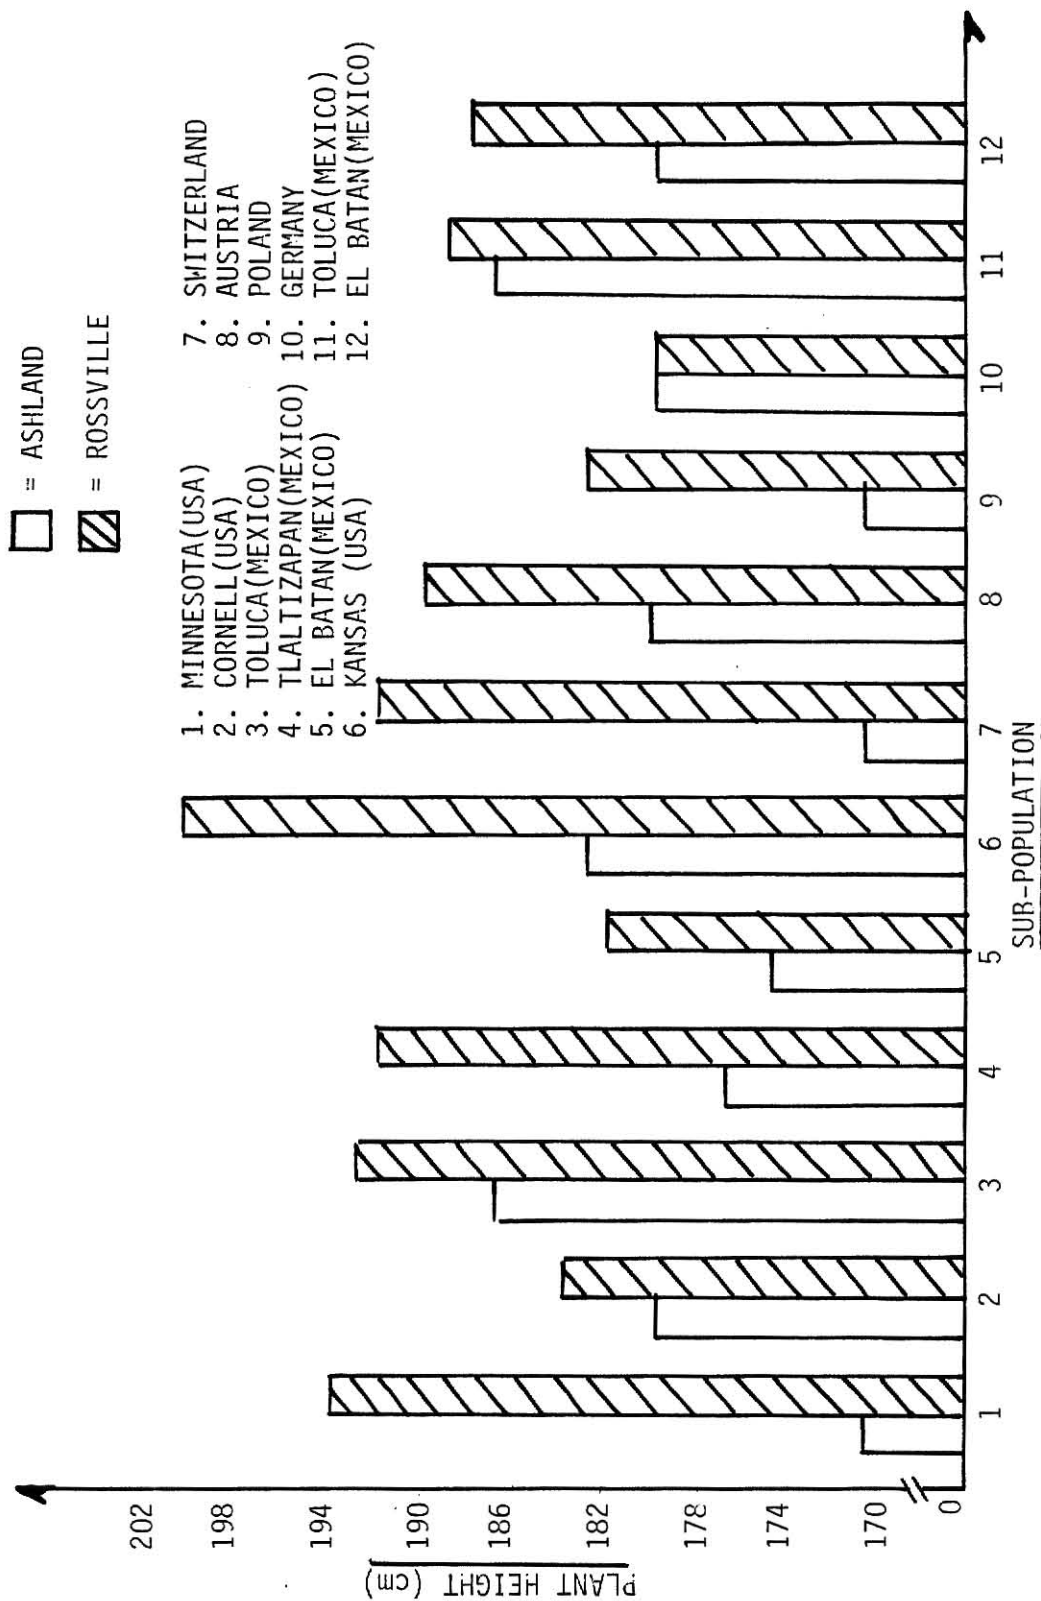 = ASHLAND
= ROSSVILLE
1. MINNESOTA(USA)
2. CORNELL(USA)
3. TOLUCA(MEXICO)
4. TLALTIZAPAN(MEXICO)
5. EL BATAN(MEXICO)
6. KANSAS (USA)
7. SWITZERLAND
8. AUSTRIA
9. POLAND
10. GERMANY
11. TOLUCA(MEXICO)
12. EL BATAN(MEXICO)
PLANT HEIGHT (cm)
202
198
194
190
186
182
178
174
170
0
1 2 3 4 5 6 7 8 9 10 11 12
SUB-POPULATION